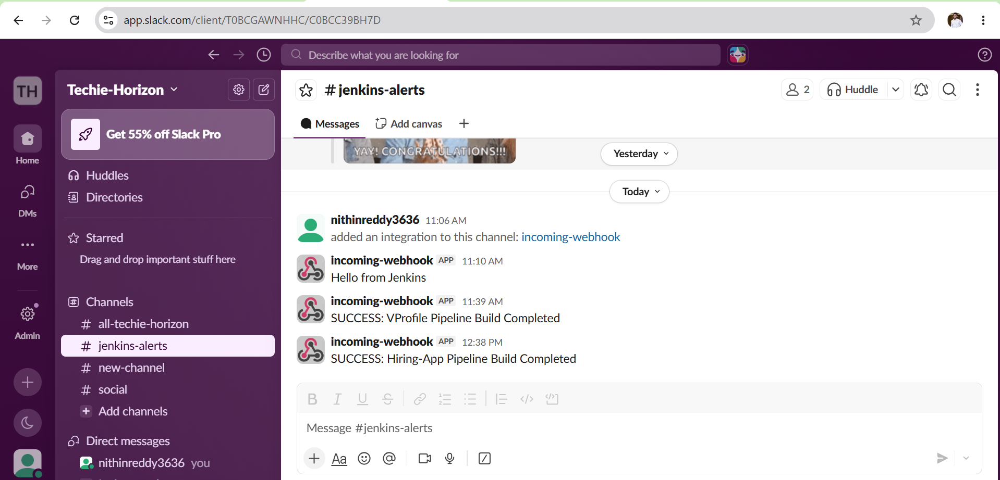 app.slack.com/client/T0BCGAWNHHC/C0BCC39BH7D
Describe what you are looking for
TH
Home
DMs
More
Admin
Techie-Horizon
Get 55% off Slack Pro
Huddles
Directories
Starred
Drag and drop important stuff here
Channels
# all-techie-horizon
# jenkins-alerts
# new-channel
# social
+ Add channels
Direct messages
nithinreddy3636 you
# jenkins-alerts
2
Huddle
Messages
Add canvas
YAY! CONGRATULATIONS!!!
Yesterday
Today
nithinreddy3636 11:06 AM
added an integration to this channel: incoming-webhook
incoming-webhook APP 11:10 AM
Hello from Jenkins
incoming-webhook APP 11:39 AM
SUCCESS: VProfile Pipeline Build Completed
incoming-webhook APP 12:38 PM
SUCCESS: Hiring-App Pipeline Build Completed
Message #jenkins-alerts
Aa